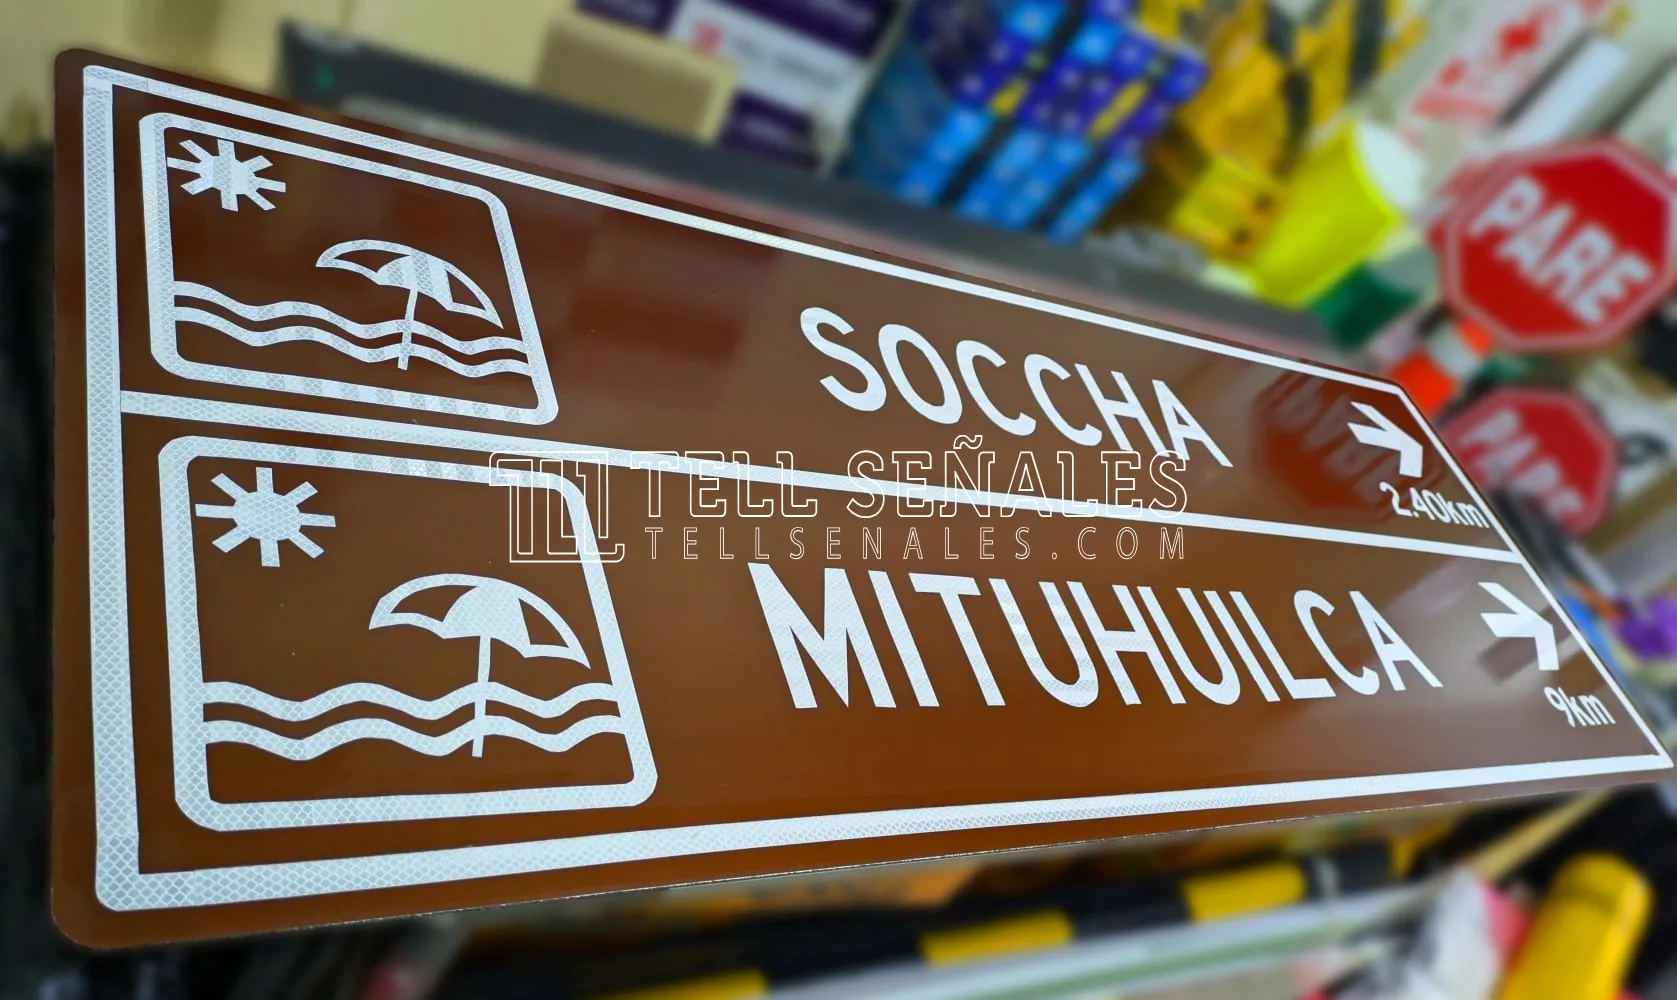 SOCCHA
2.40km
TELL SEÑALES
TELLSENALES.COM
MITUHUILCA
9km
PARE
PARE